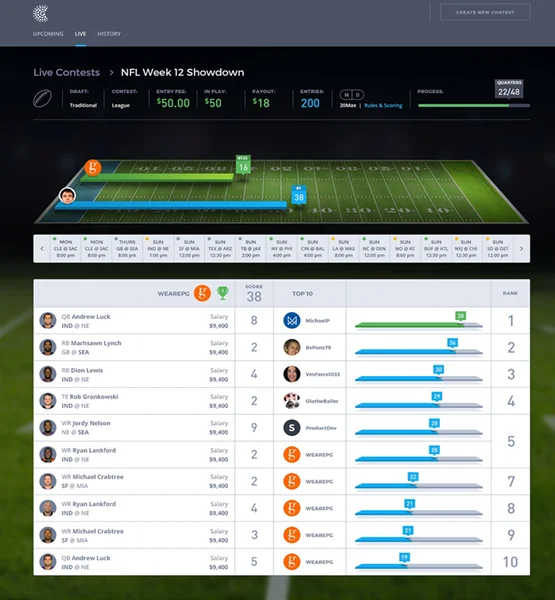 CREATE NEW CONTEST
UPCOMING LIVE HISTORY
Live Contests > NFL Week 12 Showdown
QUARTERS
22/48
DRAFT: CONTEST: ENTRY FEE: IN PLAY: PAYOUT: ENTRIES: M G PROGRESS:
Traditional League $50.00 $50 $18 200 20Max | Rules & Scoring
#123
16
#1
38
MON MON THURS SUN SUN SUN SUN SUN SUN SUN SUN SUN SUN SUN
CLE @ SAC CLE @ SAC GB @ SEA IND @ NE SF @ MIA TEX @ ARZ TB @ JAX NY @ PHI CIN @ BAL LA @ WAS NC @ DEN NO @ KC BUF @ ATL NYJ @ CHI SD @ DET
8:00 pm 8:00 pm 8:00 pm 1:00 pm 12:00 pm 12:30 pm 2:00 pm 4:00 pm 4:00 pm 8:00 pm 12:00 pm 8:00 pm 12:30 pm 2:00 pm 12:00 pm
WEAREPG g 1 SCORE 38 TOP 10 RANK
QB Andrew Luck Salary 8 MichaelP 38 1
IND @ NE $9,400
RB Marhsawn Lynch Salary 2 BsPonz79 36 2
GB @ SEA $9,400
RB Dion Lewis Salary 4 VmFems1033 30 3
IND @ NE $9,400
TE Rob Gronkowski Salary 2 OlatheBaller 29 4
IND @ NE $9,400
WR Jordy Nelson Salary 9 S ProductDev 28 5
NE @ SEA $9,400
WR Ryan Lankford Salary 2 g WEAREPG 28
IND @ NE $9,400
WR Michael Crabtree Salary 2 g WEAREPG 22 7
SF @ MIA $9,400
WR Ryan Lankford Salary 4 g WEAREPG 21 8
IND @ NE $9,400
WR Michael Crabtree Salary 3 g WEAREPG 21 9
SF @ MIA $9,400
QB Andrew Luck Salary 5 g WEAREPG 19 10
IND @ NE $9,400